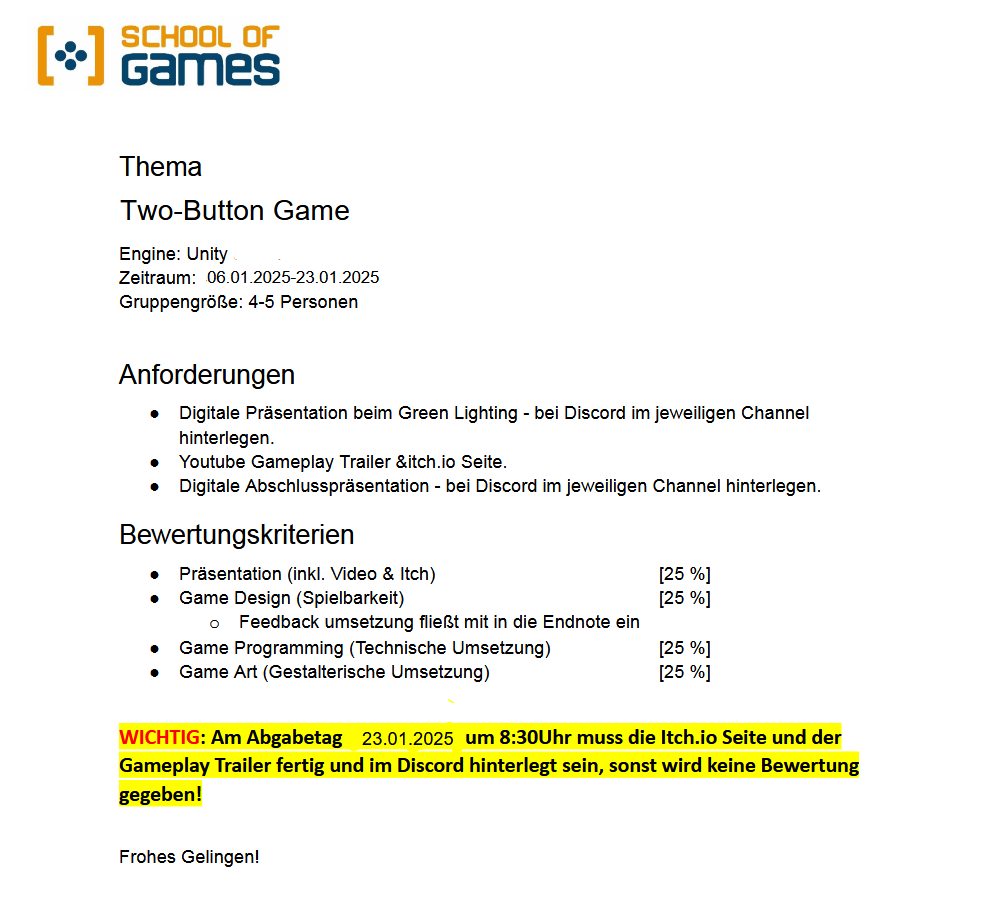 SCHOOL OF
GAMES
Thema
Two-Button Game
Engine: Unity
Zeitraum: 06.01.2025-23.01.2025
Gruppengröße: 4-5 Personen
Anforderungen
● Digitale Präsentation beim Green Lighting - bei Discord im jeweiligen Channel
hinterlegen.
● Youtube Gameplay Trailer &itch.io Seite.
● Digitale Abschlusspräsentation - bei Discord im jeweiligen Channel hinterlegen.
Bewertungskriterien
● Präsentation (inkl. Video & Itch) [25 %]
● Game Design (Spielbarkeit) [25 %]
o Feedback umsetzung fließt mit in die Endnote ein
● Game Programming (Technische Umsetzung) [25 %]
● Game Art (Gestalterische Umsetzung) [25 %]
WICHTIG: Am Abgabetag 23.01.2025 um 8:30Uhr muss die Itch.io Seite und der
Gameplay Trailer fertig und im Discord hinterlegt sein, sonst wird keine Bewertung
gegeben!
Frohes Gelingen!